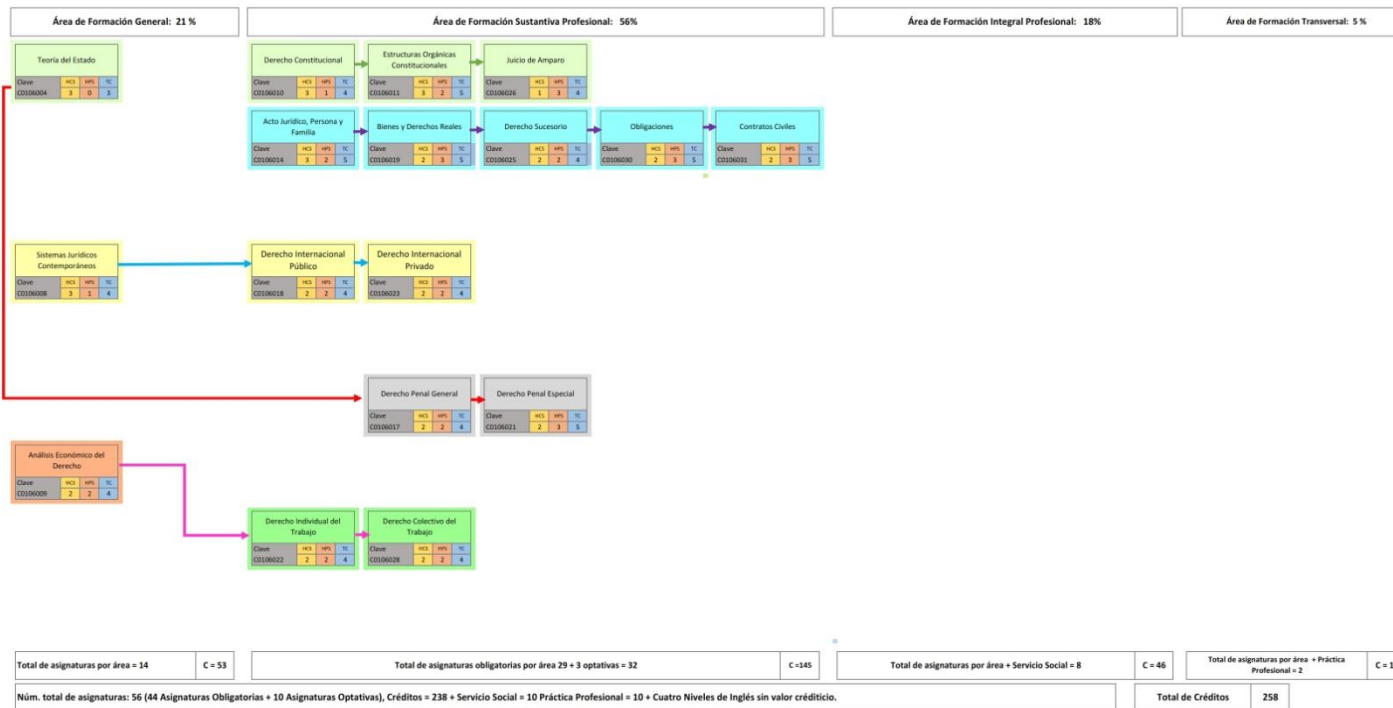 Área de Formación General: 21 %
Área de Formación Sustantiva Profesional: 56%
Área de Formación Integral Profesional: 18%
Área de Formación Transversal: 5 %
Teoría del Estado
Clave HCS HPS TC
C0106004 3 0 3
Derecho Constitucional
Clave HCS HPS TC
C0106010 3 1 4
Estructuras Orgánicas
Constitucionales
Clave HCS HPS TC
C0106011 3 2 5
Juicio de Amparo
Clave HCS HPS TC
C0106026 1 3 4
Acto Jurídico, Persona y
Familia
Clave HCS HPS TC
C0106014 3 2 5
Bienes y Derechos Reales
Clave HCS HPS TC
C0106019 2 3 5
Derecho Sucesorio
Clave HCS HPS TC
C0106025 2 2 4
Obligaciones
Clave HCS HPS TC
C0106030 2 3 5
Contratos Civiles
Clave HCS HPS TC
C0106031 2 3 5
Sistemas Jurídicos
Contemporáneos
Clave HCS HPS TC
C0106008 3 1 4
Derecho Internacional
Público
Clave HCS HPS TC
C0106018 2 2 4
Derecho Internacional
Privado
Clave HCS HPS TC
C0106023 2 2 4
Derecho Penal General
Clave HCS HPS TC
C0106017 2 2 4
Derecho Penal Especial
Clave HCS HPS TC
C0106021 2 3 5
Análisis Económico del
Derecho
Clave HCS HPS TC
C0106009 2 2 4
Derecho Individual del
Trabajo
Clave HCS HPS TC
C0106022 2 2 4
Derecho Colectivo del
Trabajo
Clave HCS HPS TC
C0106028 2 2 4
Total de asignaturas por área = 14
C = 53
Total de asignaturas obligatorias por área 29 + 3 optativas = 32
C =145
Total de asignaturas por área + Servicio Social = 8
C = 46
Total de asignaturas por área + Práctica
Profesional = 2
C = 1
Núm. total de asignaturas: 56 (44 Asignaturas Obligatorias + 10 Asignaturas Optativas), Créditos = 238 + Servicio Social = 10 Práctica Profesional = 10 + Cuatro Niveles de Inglés sin valor crediticio.
Total de Créditos
258